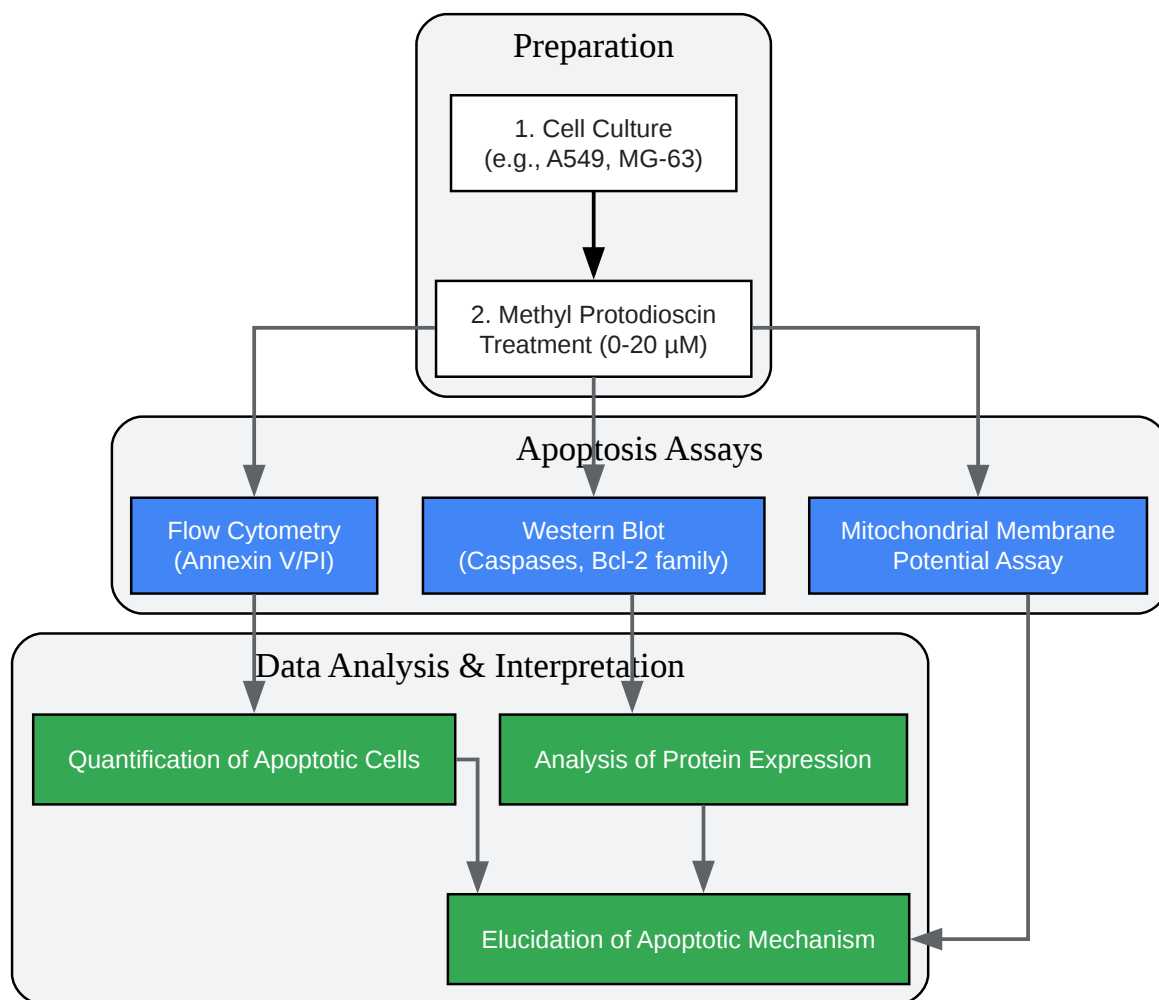 Preparation
1. Cell Culture
(e.g., A549, MG-63)
2. Methyl Protodioscin
Treatment (0-20 µM)
Apoptosis Assays
Flow Cytometry
(Annexin V/PI)
Western Blot
(Caspases, Bcl-2 family)
Mitochondrial Membrane
Potential Assay
Data Analysis & Interpretation
Quantification of Apoptotic Cells
Analysis of Protein Expression
Elucidation of Apoptotic Mechanism